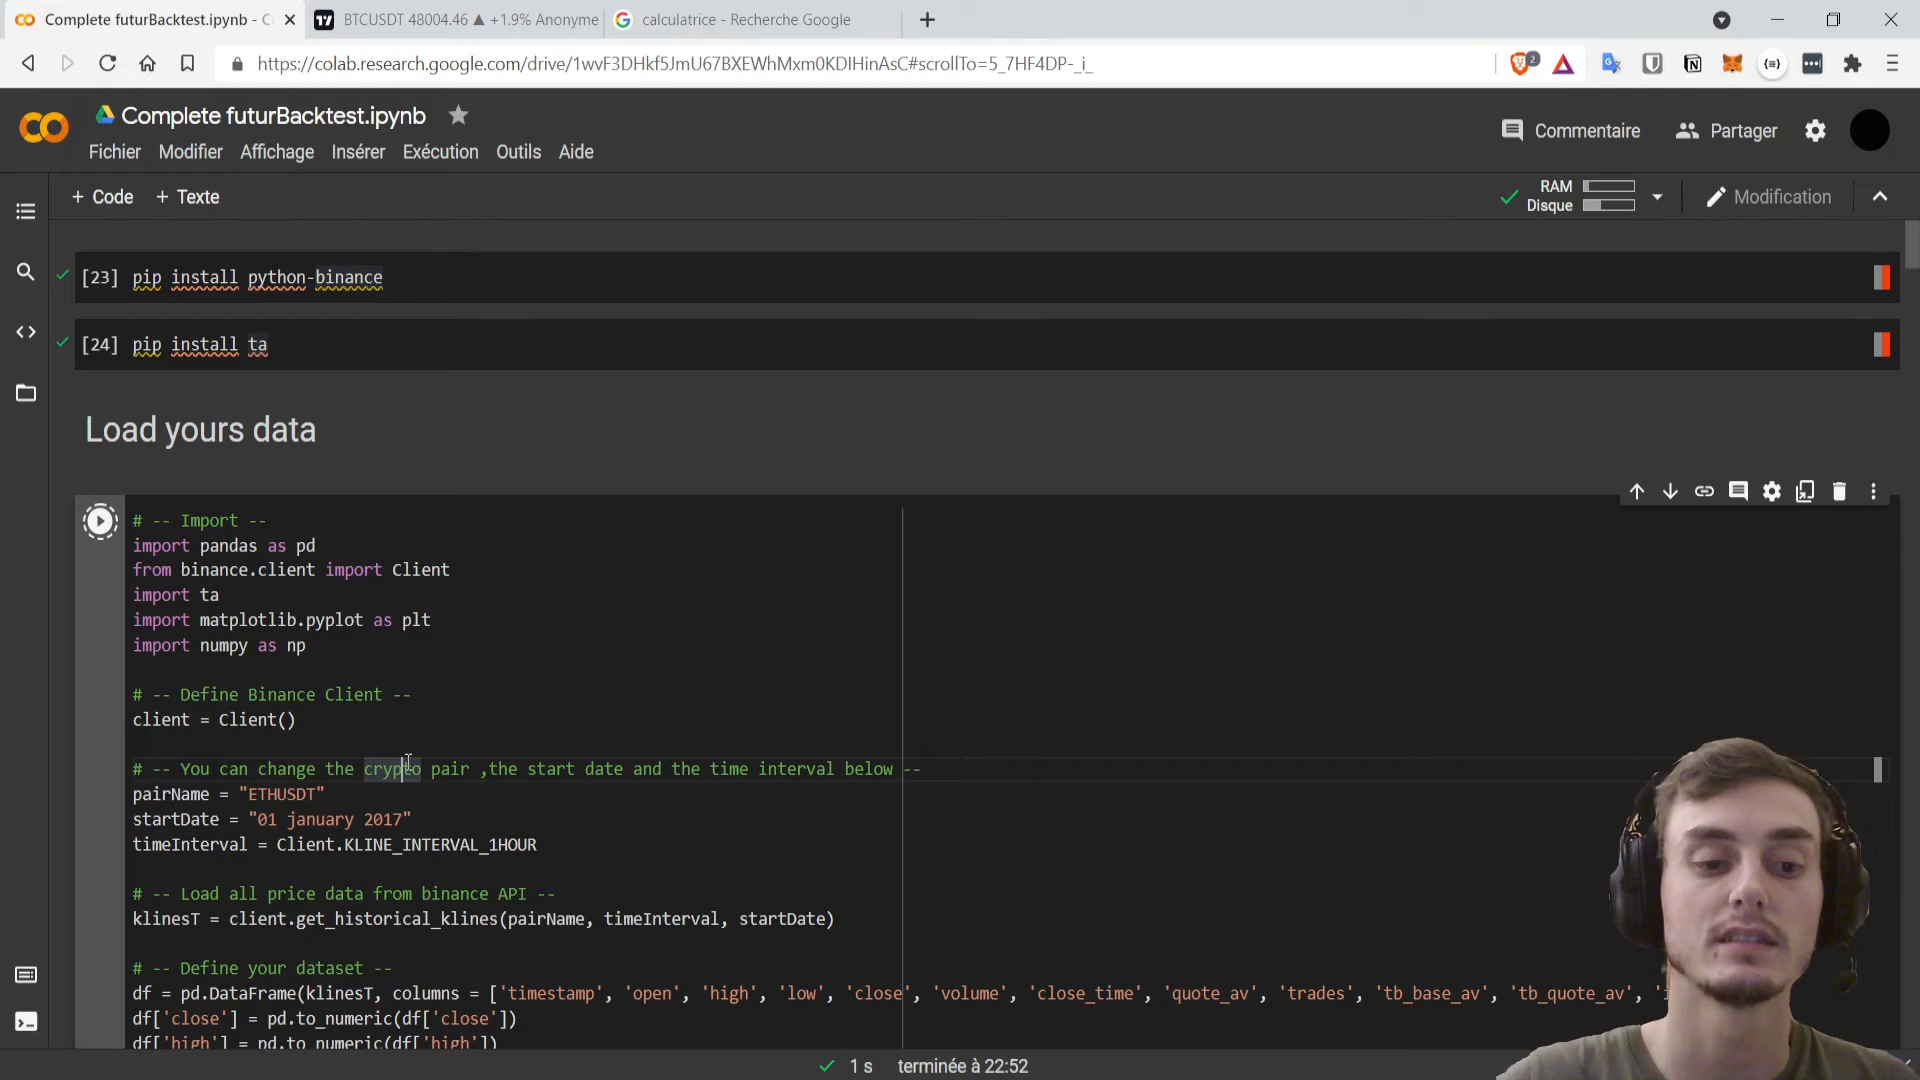 Complete futurBacktest.ipynb - C
BTCUSDT 48004.46 ▲ +1.9% Anonyme
calculatrice - Recherche Google
https://colab.research.google.com/drive/1wvF3DHkf5JmU67BXEWhMxm0KDIHinAsC#scrollTo=5_7HF4DP-_i_
2
Complete futurBacktest.ipynb
Commentaire
Partager
Fichier Modifier Affichage Insérer Exécution Outils Aide
+ Code + Texte
RAM
Disque
Modification
[23] pip install python-binance
[24] pip install ta
Load yours data
# -- Import --
import pandas as pd
from binance.client import Client
import ta
import matplotlib.pyplot as plt
import numpy as np
# -- Define Binance Client --
client = Client()
# -- You can change the crypto pair ,the start date and the time interval below --
pairName = "ETHUSDT"
startDate = "01 january 2017"
timeInterval = Client.KLINE_INTERVAL_1HOUR
# -- Load all price data from binance API --
klinesT = client.get_historical_klines(pairName, timeInterval, startDate)
# -- Define your dataset --
df = pd.DataFrame(klinesT, columns = ['timestamp', 'open', 'high', 'low', 'close', 'volume', 'close_time', 'quote_av', 'trades', 'tb_base_av', 'tb_quote_av',
df['close'] = pd.to_numeric(df['close'])
df['high'] = pd.to_numeric(df['high'])
1 s terminée à 22:52